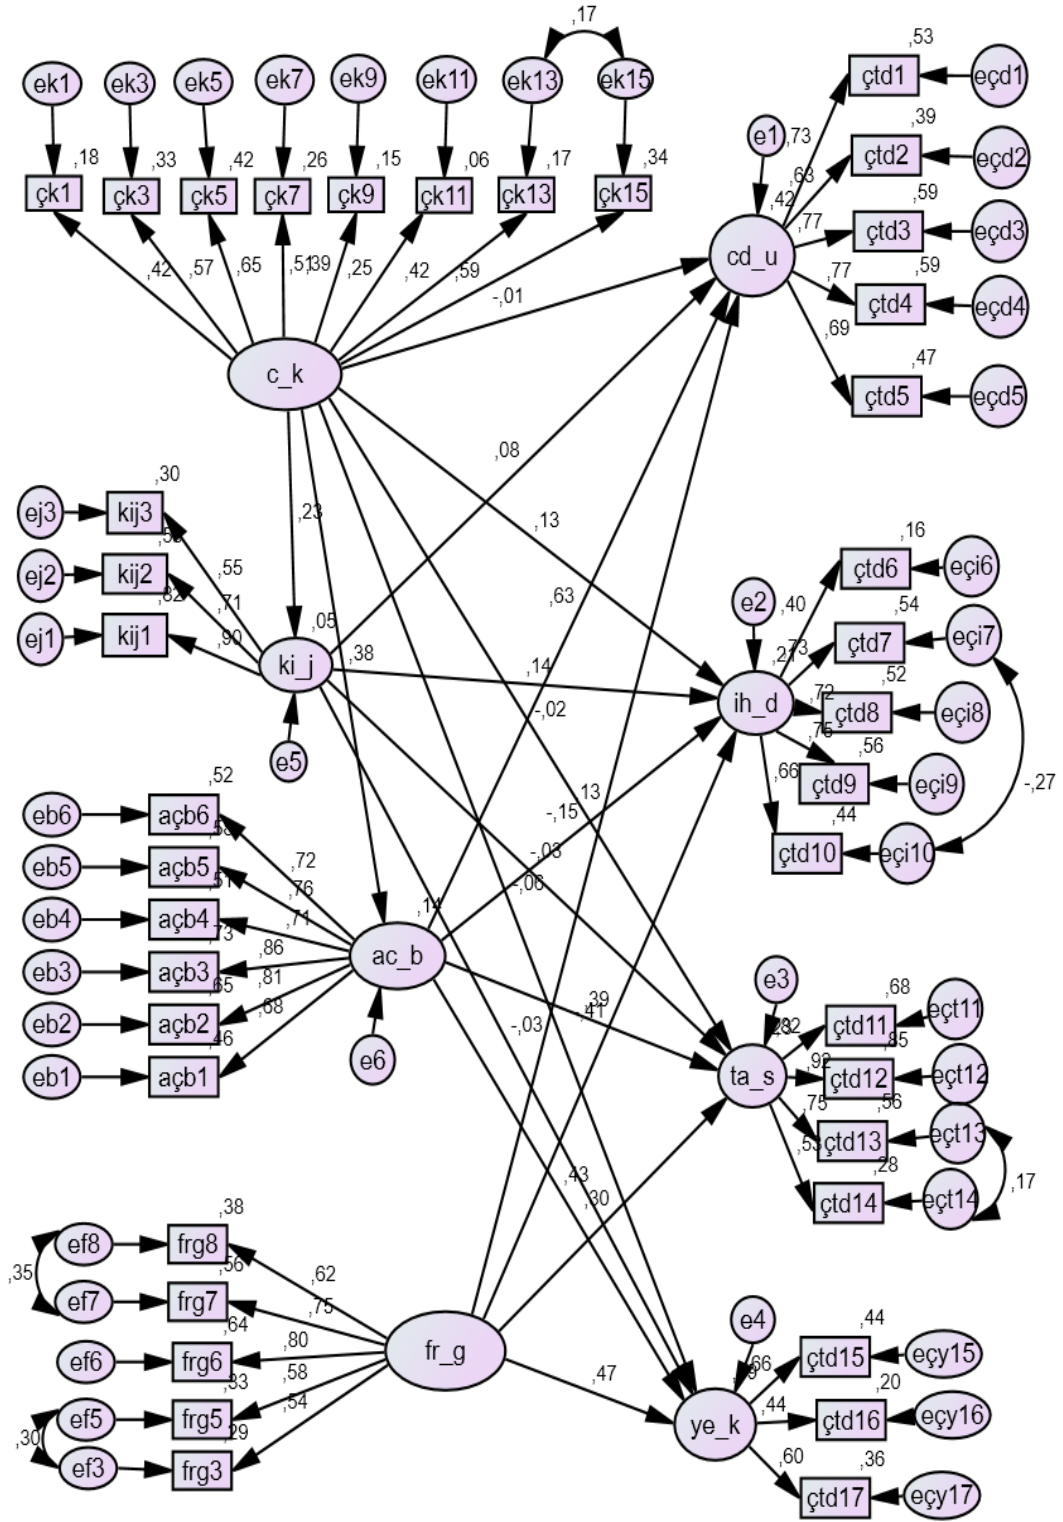 ,17
ek1 ek3 ek5 ek7 ek9 ek11 ek13 ek15
,18 ,33 ,42 ,26 ,15 ,06 ,17 ,34
çk1 çk3 çk5 çk7 çk9 çk11 çk13 çk15
,42 ,57 ,65 ,51 ,39 ,25 ,42 ,59
c_k
-,01
,53
çtd1 eçd1
e1 ,73
,39
çtd2 eçd2
,63
,42
,59
,77
çtd3 eçd3
cd_u
,77 ,59
çtd4 eçd4
,69
,47
çtd5 eçd5
,08
,23
,13
,30
ej3 kij3
,55
ej2 kij2
,71
,82
ej1 kij1
,90
,05
ki_j
e5
,38
,63
,14
-,02
,16
çtd6 eçi6
e2
,40 ,54
çtd7 eçi7
,73
,21
ih_d
,52
,72
çtd8 eçi8
,75
,56
,66
çtd9 eçi9
-,27
,44
çtd10 eçi10
,13
-,15
-,03
-,06
,52
eb6 açb6
,72
eb5 açb5
,76
,51
eb4 açb4
,71
,73
eb3 açb3
,86
,65
eb2 açb2
,81
,68
,46
eb1 açb1
,14
ac_b
e6
,39
-,03
,41
e3
,68
çtd11 eçt11
,85
ta_s
,92
çtd12 eçt12
,75 ,56
çtd13 eçt13
,53
,28
çtd14 eçt14
,17
,43
,30
,38
ef8 frg8
,35
,56
,62
ef7 frg7
,75
,64
ef6 frg6
,80
,33
,58
ef5 frg5
,54
,30
,29
ef3 frg3
fr_g
,47
e4
,44
çtd15 eçy15
,66
,20
,44
çtd16 eçy16
ye_k
,60 ,36
çtd17 eçy17